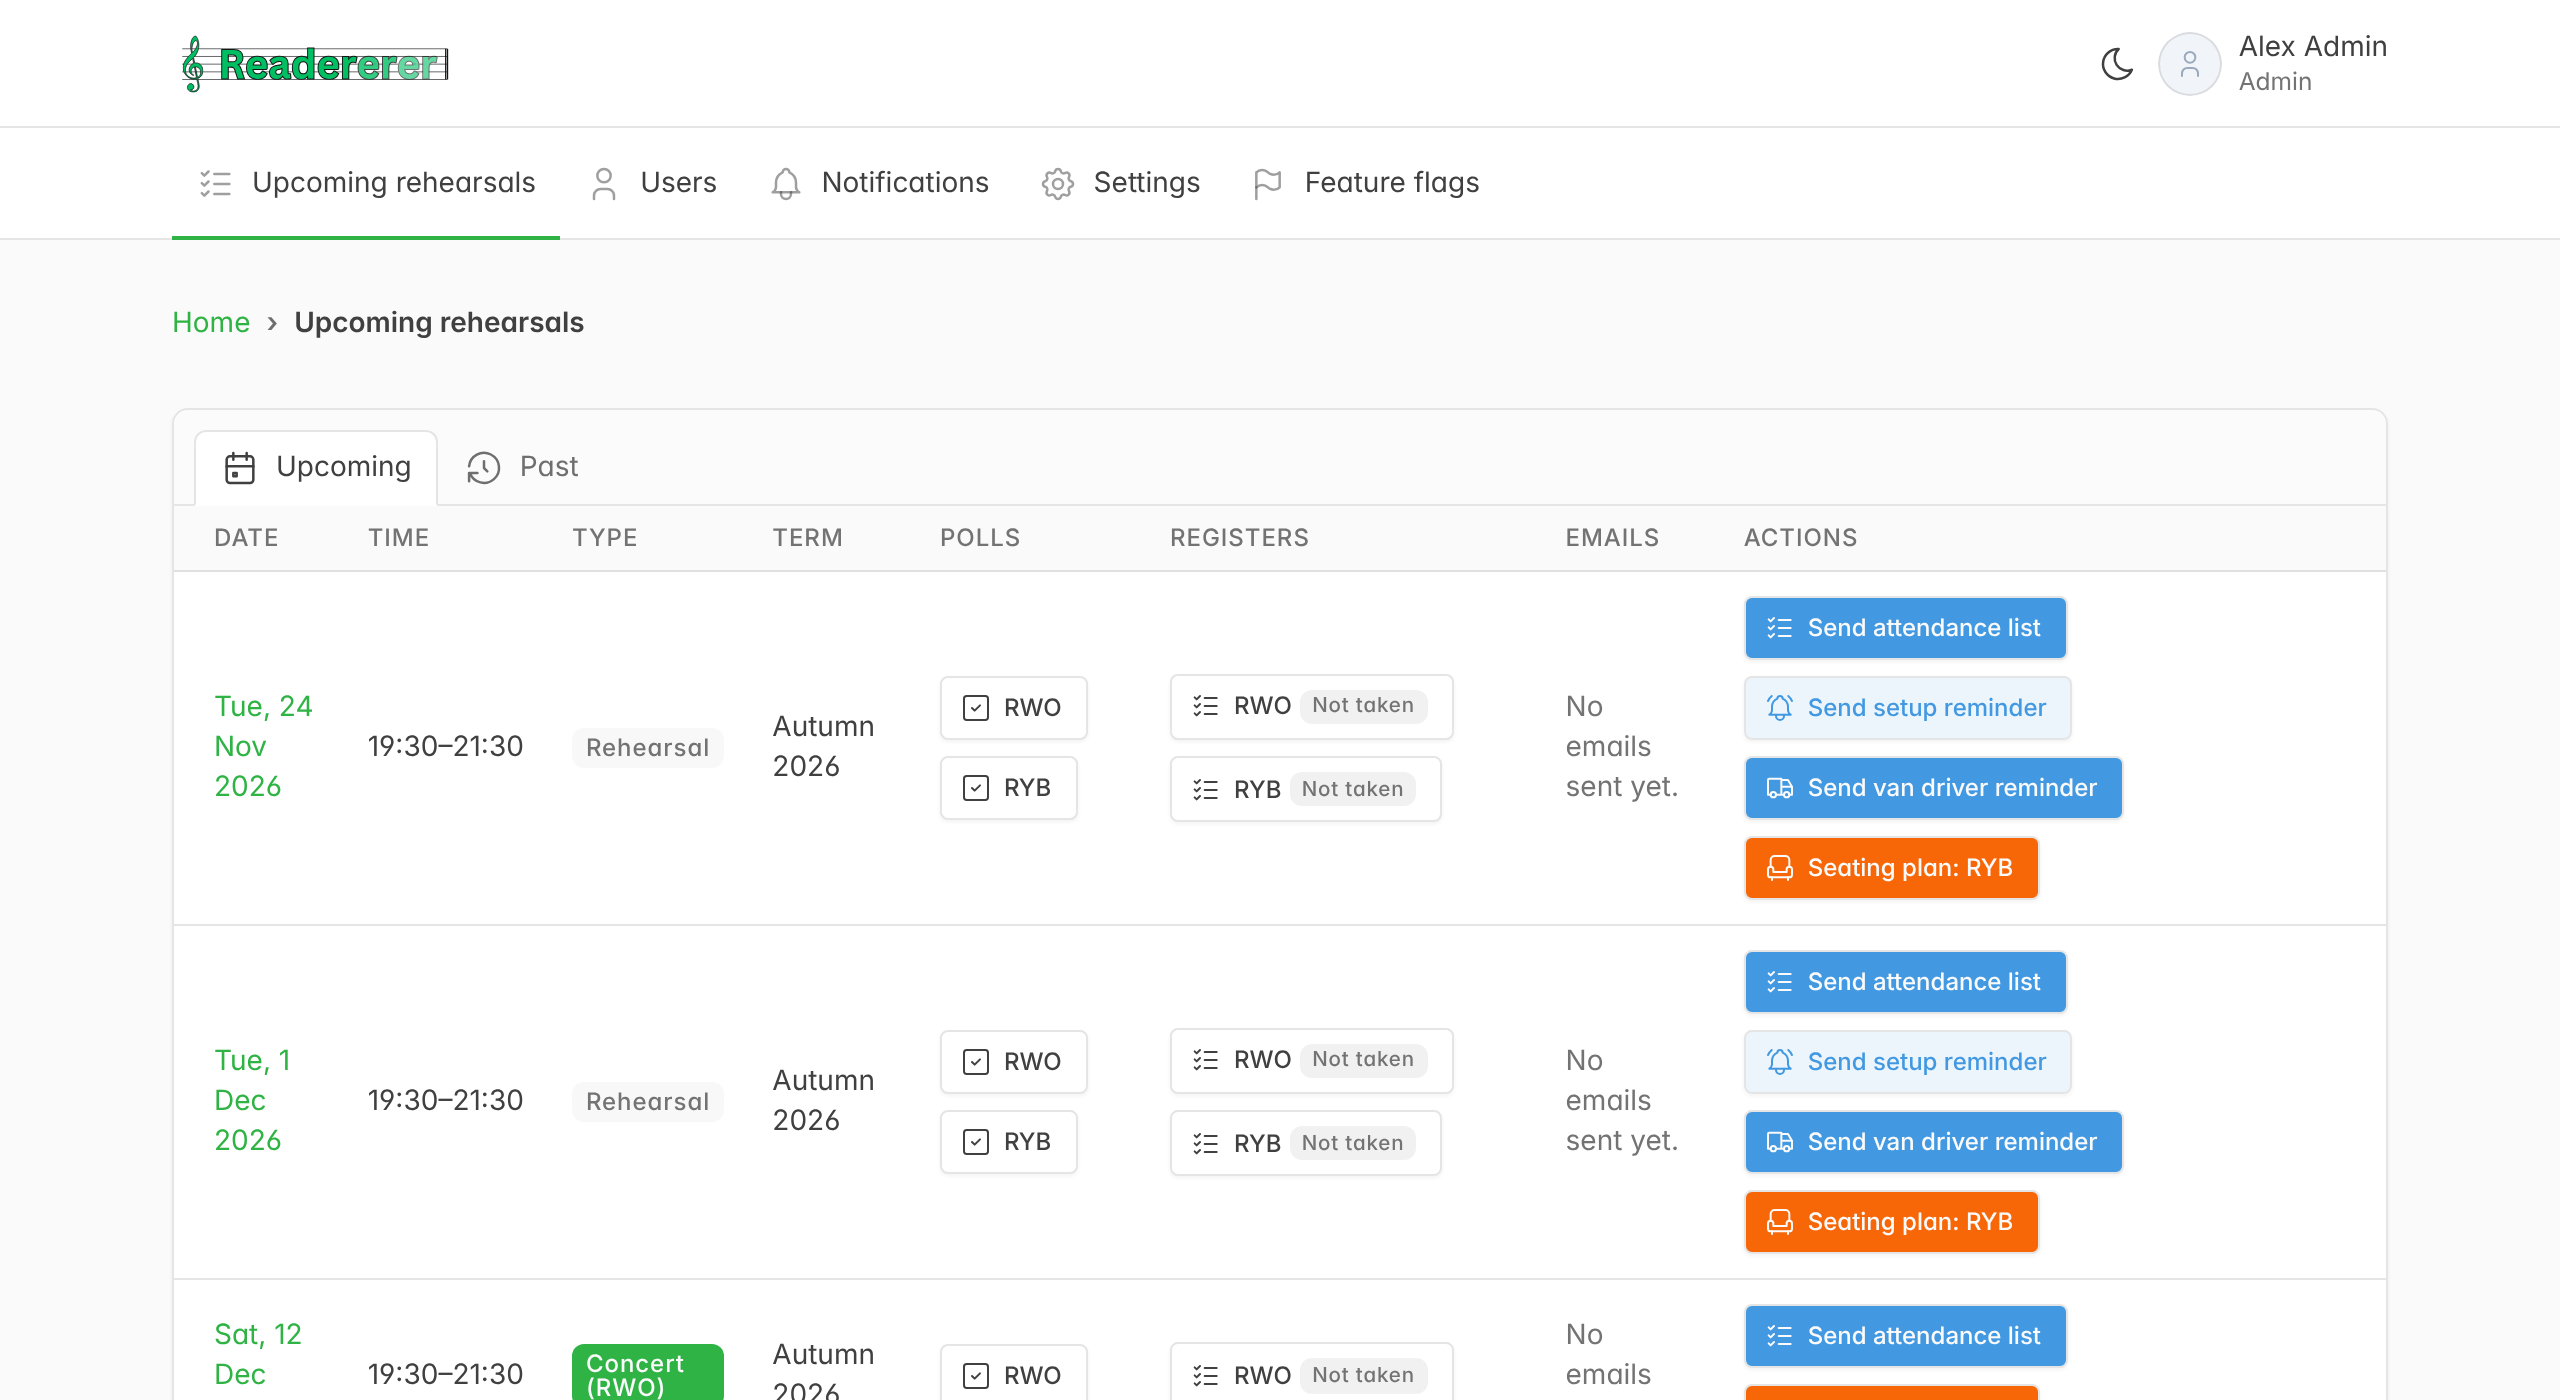 Readererer
Alex Admin
Admin
Upcoming rehearsals
Users
Notifications
Settings
Feature flags
Home › Upcoming rehearsals
Upcoming
Past
DATE TIME TYPE TERM POLLS REGISTERS EMAILS ACTIONS
Tue, 24
Nov
2026
19:30–21:30
Rehearsal
Autumn
2026
RWO
RYB
RWO Not taken
RYB Not taken
No
emails
sent yet.
Send attendance list
Send setup reminder
Send van driver reminder
Seating plan: RYB
Tue, 1
Dec
2026
19:30–21:30
Rehearsal
Autumn
2026
RWO
RYB
RWO Not taken
RYB Not taken
No
emails
sent yet.
Send attendance list
Send setup reminder
Send van driver reminder
Seating plan: RYB
Sat, 12
Dec
19:30–21:30
Concert
(RWO)
Autumn
2026
RWO
RWO Not taken
No
emails
Send attendance list